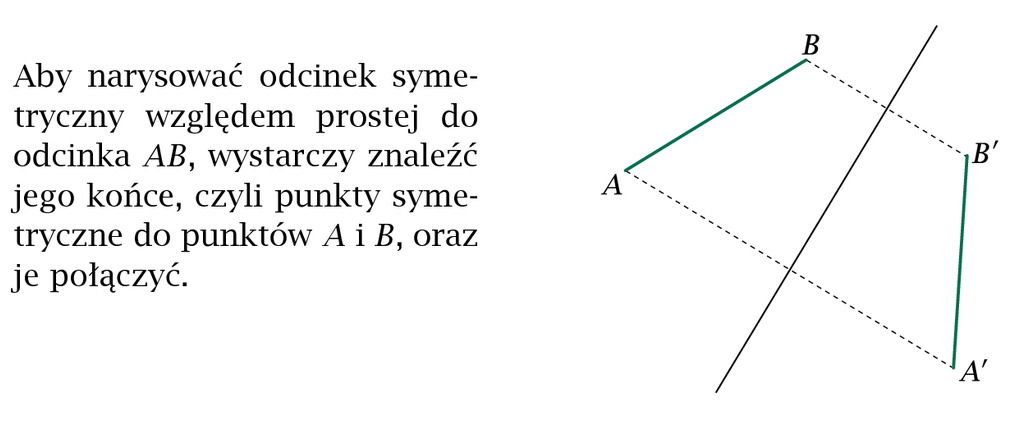 Aby narysować odcinek syme-
tryczny względem prostej do
odcinka AB, wystarczy znaleźć
jego końce, czyli punkty syme-
tryczne do punktów A i B, oraz
je połączyć.
B
B′
A
A′